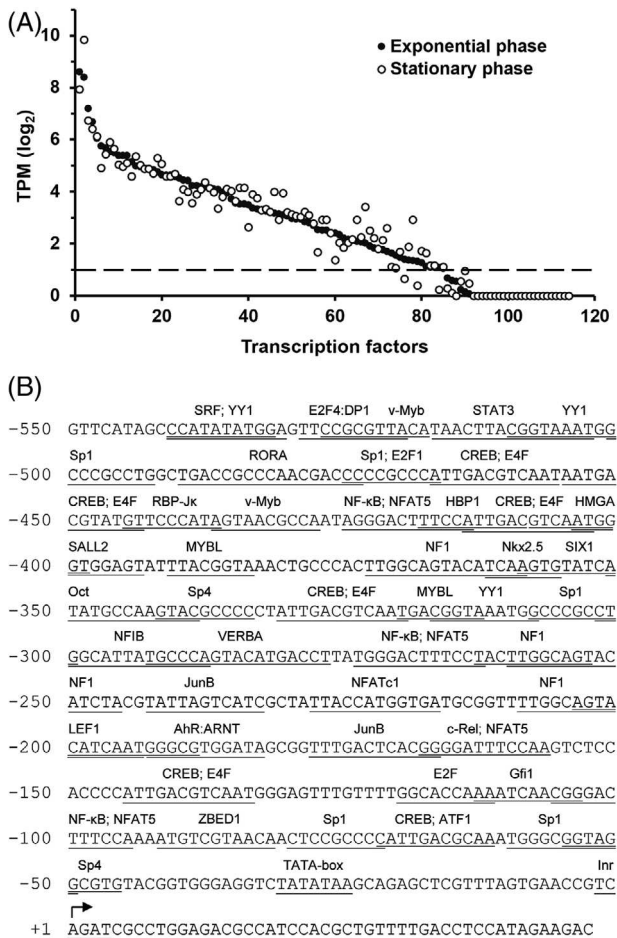 (A)
TPM (log2)
10
8
6
4
2
0
Exponential phase
Stationary phase
0 20 40 60 80 100 120
Transcription factors
(B)
SRF; YY1 E2F4:DP1 v-Myb STAT3 YY1
−550 GTTCATAGCCCATATATGGAGTTCCGCGTTACATAACTTACGGTAAATGG
Sp1 RORA Sp1; E2F1 CREB; E4F
−500 CCCGCCTGGCTGACCGCCCAACGACCCCCGCCCATTGACGTCAATAATGA
CREB; E4F RBP-Jκ v-Myb NF-κB; NFAT5 HBP1 CREB; E4F HMGA
−450 CGTATGTTCCCATAGTAACGCCAATAGGGACTTTCCATTGACGTCAATGG
SALL2 MYBL NF1 Nkx2.5 SIX1
−400 GTGGAGTATTTACGGTAAACTGCCCACTTGGCAGTACATCAAGTGTATCA
Oct Sp4 CREB; E4F MYBL YY1 Sp1
−350 TATGCCAAGTACGCCCCCTATTGACGTCAATGACGGTAAATGGCCCGCCT
NFIB VERBA NF-κB; NFAT5 NF1
−300 GGCATTATGCCCAGTACATGACCTTATGGGACTTTCCTACTTGGCAGTAC
NF1 JunB NFATc1 NF1
−250 ATCTACGTATTAGTCATCGCTATTACCATGGTGATGCGGTTTTGGCAGTA
LEF1 AhR:ARNT JunB c-Rel; NFAT5
−200 CATCAATGGGCGTGGATAGCGGTTTGACTCACGGGGATTTCCAAGTCTCC
CREB; E4F E2F Gfi1
−150 ACCCCATTGACGTCAATGGGAGTTTGTTTTGGCACCAAAATCAACGGGAC
NF-κB; NFAT5 ZBED1 Sp1 CREB; ATF1 Sp1
−100 TTTCCAAAATGTCGTAACAACTCCGCCCCATTGACGCAAATGGGCGGTAG
Sp4 TATA-box Inr
−50 GCGTGTACGGTGGGAGGTCTATATAAGCAGAGCTCGTTTAGTGAACCGTC
+1 AGATCGCCTGGAGACGCCATCCACGCTGTTTTGACCTCCATAGAAGAC